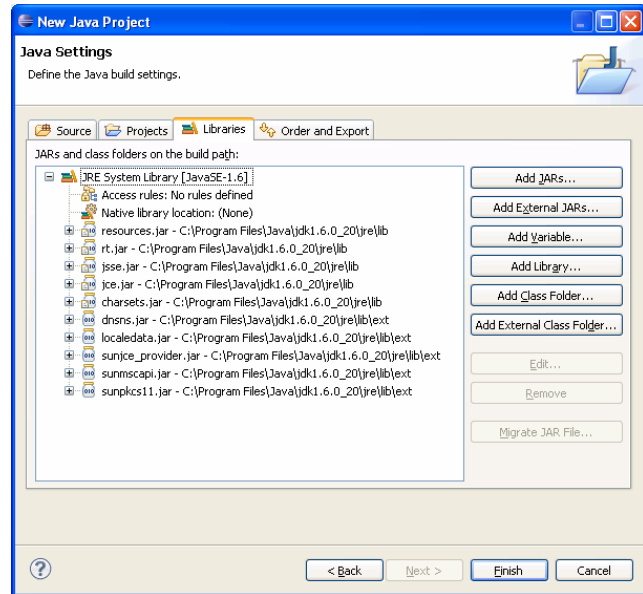 New Java Project
Java Settings
Define the Java build settings.
Source Projects Libraries Order and Export
JARs and class folders on the build path:
JRE System Library [JavaSE-1.6]
Access rules: No rules defined
Native library location: (None)
resources.jar - C:\Program Files\Java\jdk1.6.0_20\jre\lib
rt.jar - C:\Program Files\Java\jdk1.6.0_20\jre\lib
jsse.jar - C:\Program Files\Java\jdk1.6.0_20\jre\lib
jce.jar - C:\Program Files\Java\jdk1.6.0_20\jre\lib
charsets.jar - C:\Program Files\Java\jdk1.6.0_20\jre\lib
dnsns.jar - C:\Program Files\Java\jdk1.6.0_20\jre\lib\ext
localedata.jar - C:\Program Files\Java\jdk1.6.0_20\jre\lib\ext
sunjce_provider.jar - C:\Program Files\Java\jdk1.6.0_20\jre\lib\ext
sunmscapi.jar - C:\Program Files\Java\jdk1.6.0_20\jre\lib\ext
sunpkcs11.jar - C:\Program Files\Java\jdk1.6.0_20\jre\lib\ext
Add JARs...
Add External JARs...
Add Variable...
Add Library...
Add Class Folder...
Add External Class Folder...
Edit...
Remove
Migrate JAR File...
? < Back Next > Finish Cancel